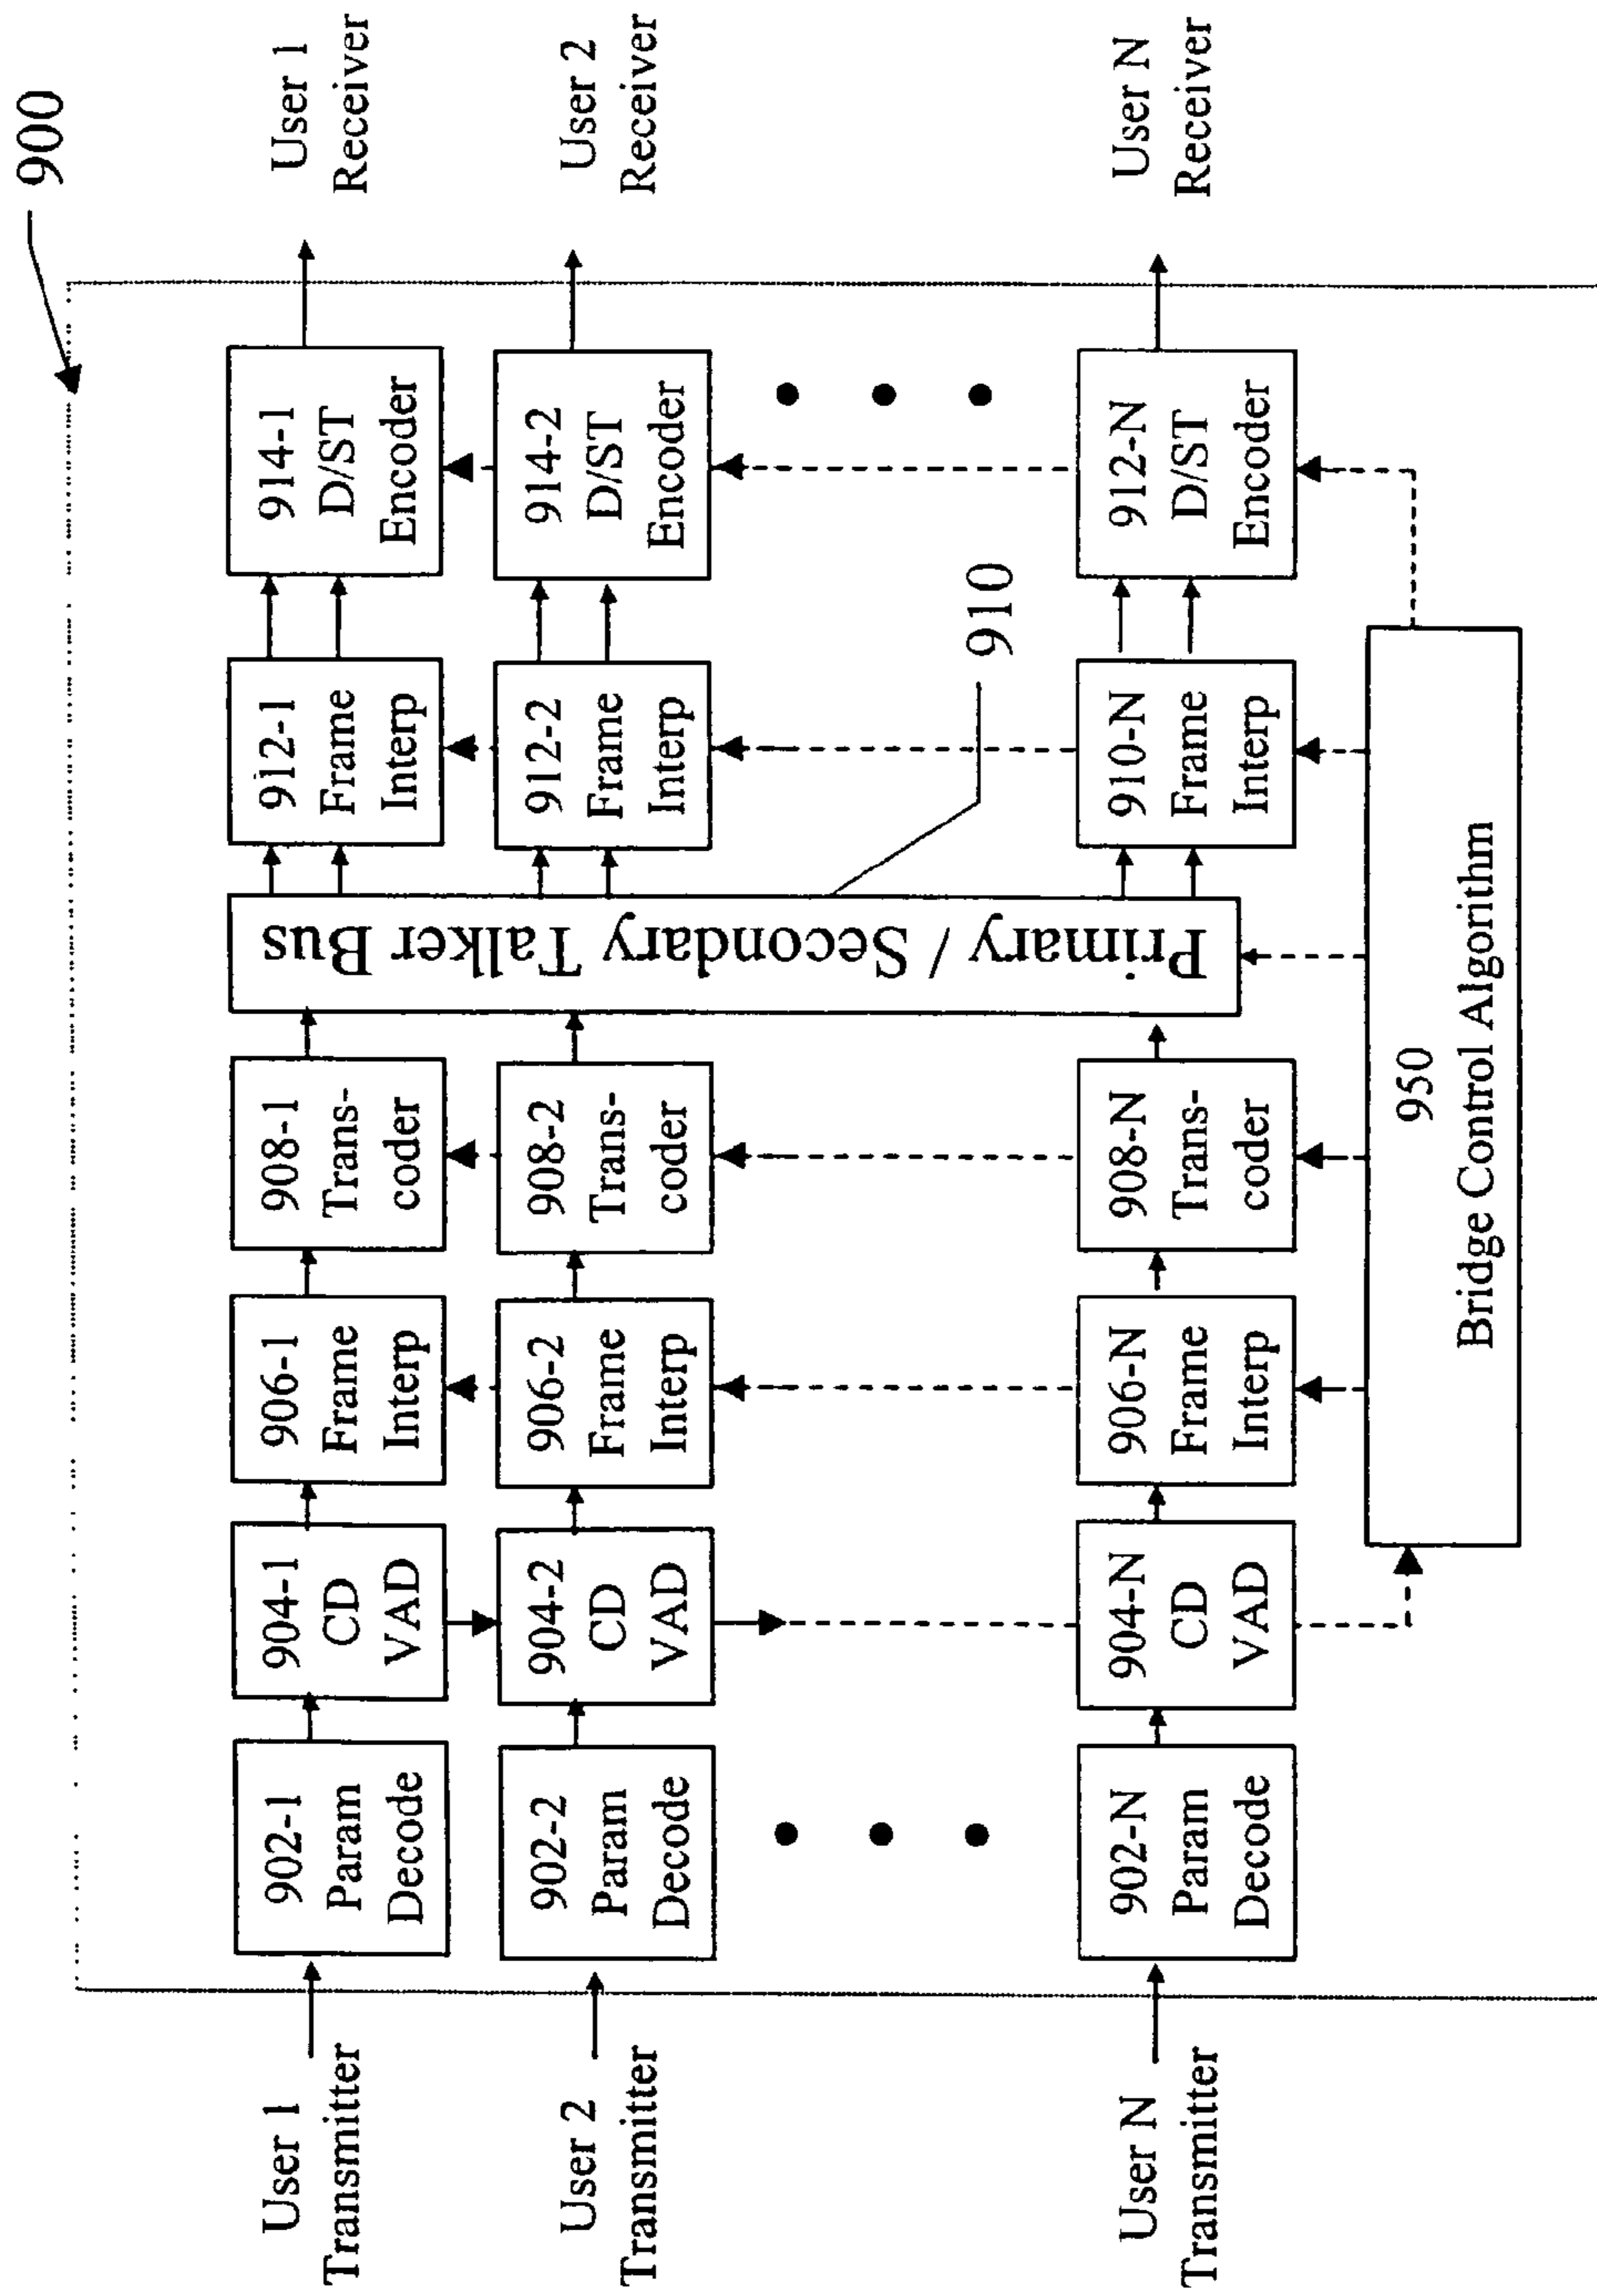 900
User 1
Transmitter
902-1
Param
Decode
904-1
CD
VAD
906-1
Frame
Interp
908-1
Trans-
coder
Primary / Secondary Talker Bus
912-1
Frame
Interp
914-1
D/ST
Encoder
User 1
Receiver
User 2
Transmitter
902-2
Param
Decode
904-2
CD
VAD
906-2
Frame
Interp
908-2
Trans-
coder
912-2
Frame
Interp
914-2
D/ST
Encoder
User 2
Receiver
910
User N
Transmitter
902-N
Param
Decode
904-N
CD
VAD
906-N
Frame
Interp
908-N
Trans-
coder
910-N
Frame
Interp
912-N
D/ST
Encoder
User N
Receiver
950
Bridge Control Algorithm